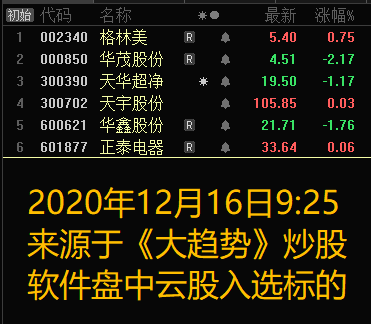 初始 代码 名称 最新 涨幅%
1 002340 格林美 R 5.40 0.75
2 000850 华茂股份 R 4.51 -2.17
3 300390 天华超净 19.50 -1.17
4 300702 天宇股份 105.85 0.03
5 600621 华鑫股份 R 21.71 -1.76
6 601877 正泰电器 R 33.64 0.06
2020年12月16日9:25
来源于《大趋势》炒股
软件盘中云股入选标的